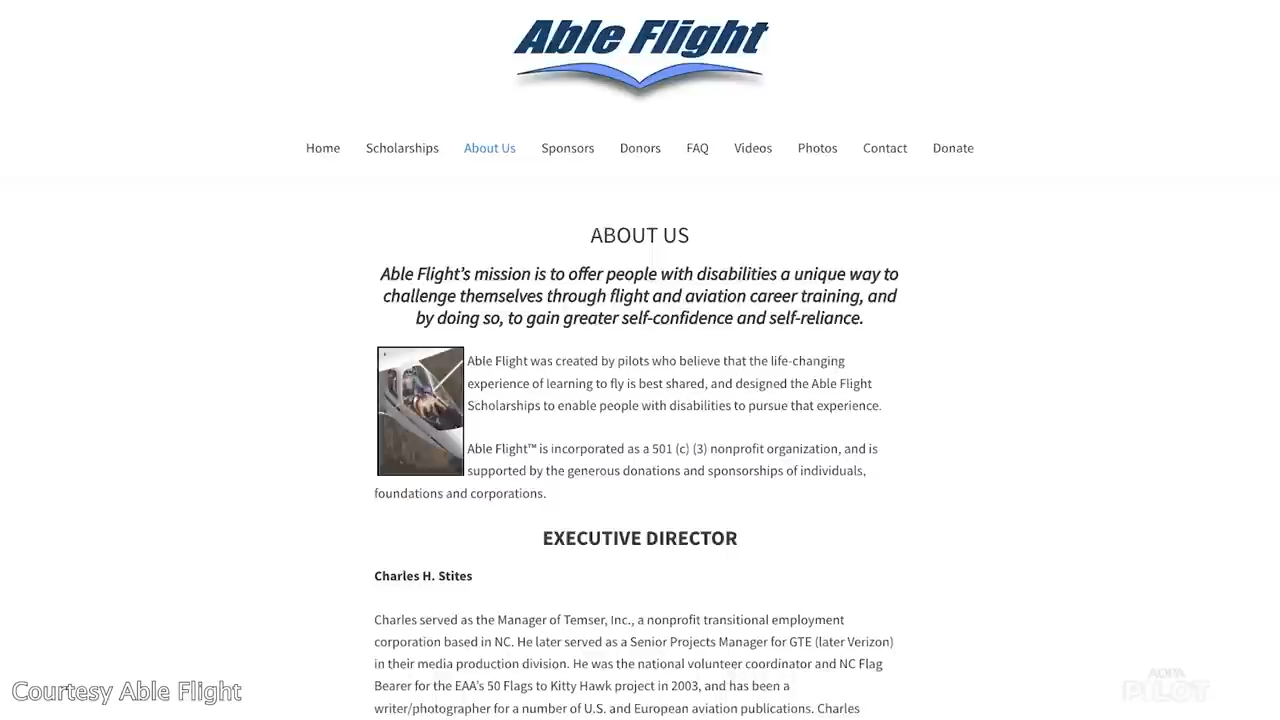 Able Flight
Home Scholarships About Us Sponsors Donors FAQ Videos Photos Contact Donate
ABOUT US
Able Flight's mission is to offer people with disabilities a unique way to
challenge themselves through flight and aviation career training, and
by doing so, to gain greater self-confidence and self-reliance.
Able Flight was created by pilots who believe that the life-changing
experience of learning to fly is best shared, and designed the Able Flight
Scholarships to enable people with disabilities to pursue that experience.
Able Flight™ is incorporated as a 501 (c) (3) nonprofit organization, and is
supported by the generous donations and sponsorships of individuals,
foundations and corporations.
EXECUTIVE DIRECTOR
Charles H. Stites
Charles served as the Manager of Temser, Inc., a nonprofit transitional employment
corporation based in NC. He later served as a Senior Projects Manager for GTE (later Verizon)
in their media production division. He was the national volunteer coordinator and NC Flag
Bearer for the EAA's 50 Flags to Kitty Hawk project in 2003, and has been a
writer/photographer for a number of U.S. and European aviation publications. Charles
Courtesy Able Flight
AOPA
PILOT